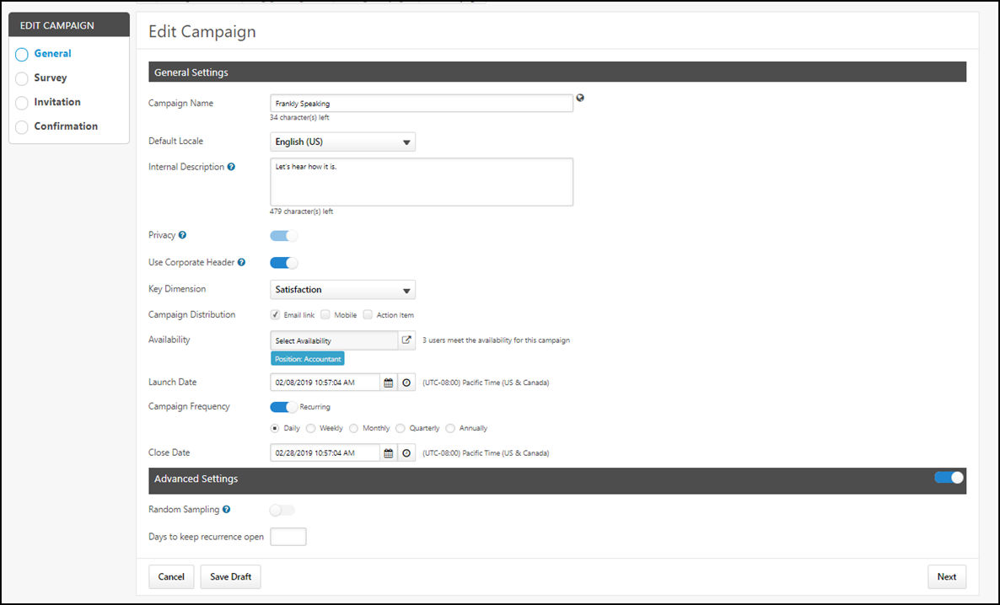 EDIT CAMPAIGN
General
Survey
Invitation
Confirmation
Edit Campaign
General Settings
Campaign Name
Frankly Speaking
34 character(s) left
Default Locale
English (US)
Internal Description
Let's hear how it is.
479 character(s) left
Privacy
Use Corporate Header
Key Dimension
Satisfaction
Campaign Distribution
Email link Mobile Action Item
Availability
Select Availability
3 users meet the availability for this campaign
Position: Accountant
Launch Date
02/08/2019 10:57:04 AM
(UTC-08:00) Pacific Time (US & Canada)
Campaign Frequency
Recurring
Daily Weekly Monthly Quarterly Annually
Close Date
02/28/2019 10:57:04 AM
(UTC-08:00) Pacific Time (US & Canada)
Advanced Settings
Random Sampling
Days to keep recurrence open
Cancel
Save Draft
Next